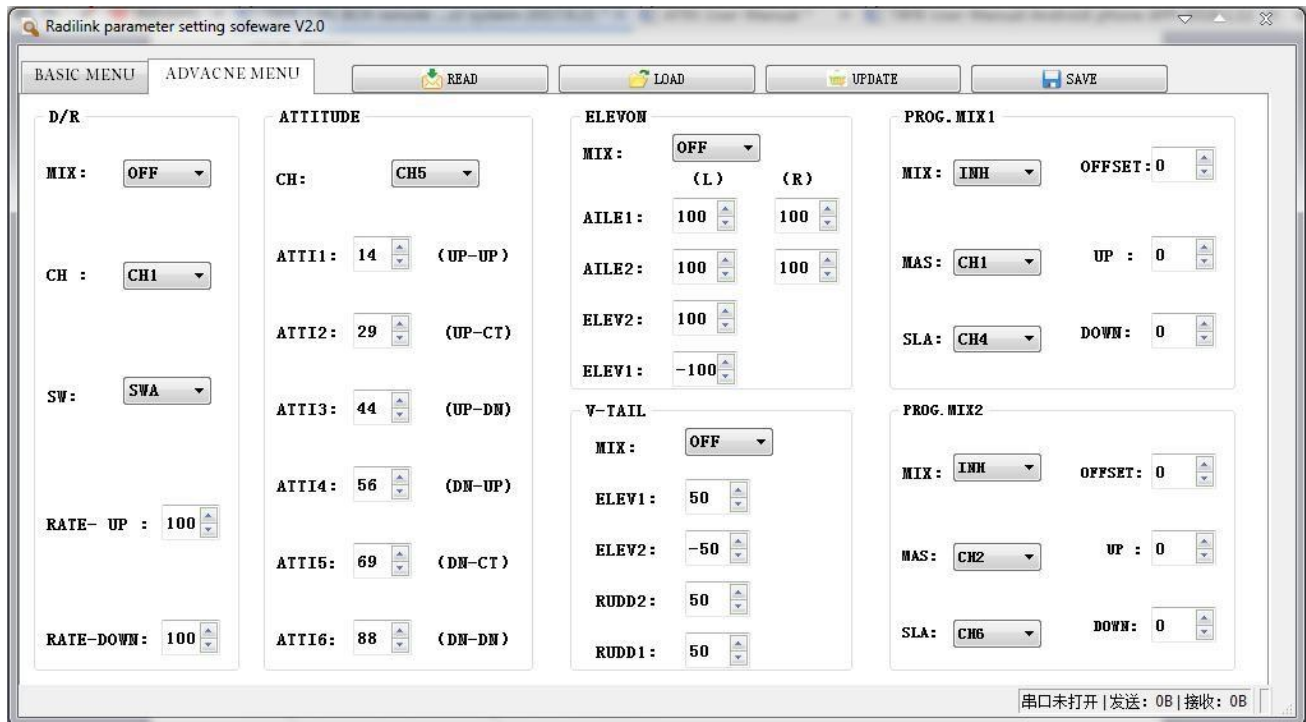 Radilink parameter setting sofeware V2.0
BASIC MENU ADVACNE MENU READ LOAD UPDATE SAVE
D/R
MIX: OFF
CH : CH1
SW: SWA
RATE- UP : 100
RATE-DOWN: 100
ATTITUDE
CH: CH5
ATTI1: 14 (UP-UP)
ATTI2: 29 (UP-CT)
ATTI3: 44 (UP-DN)
ATTI4: 56 (DN-UP)
ATTI5: 69 (DN-CT)
ATTI6: 88 (DN-DN)
ELEVON
MIX: OFF
(L) (R)
AILE1: 100 100
AILE2: 100 100
ELEV2: 100
ELEV1: -100
V-TAIL
MIX: OFF
ELEV1: 50
ELEV2: -50
RUDD2: 50
RUDD1: 50
PROG.MIX1
MIX: INH OFFSET: 0
MAS: CH1 UP : 0
SLA: CH4 DOWN: 0
PROG.MIX2
MIX: INH OFFSET: 0
MAS: CH2 UP : 0
SLA: CH6 DOWN: 0
串口未打开|发送: 0B|接收: 0B